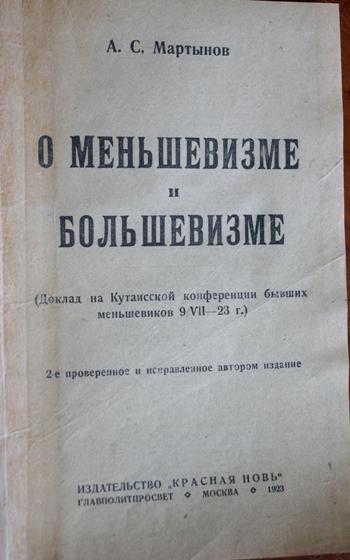 А. С. Мартынов
О МЕНЬШЕВИЗМЕ
и
БОЛЬШЕВИЗМЕ
(Доклад на Кутаисской конференции бывших
меньшевиков 9/VII—23 г.)
2-е проверенное и исправленное автором издание
ИЗДАТЕЛЬСТВО „КРАСНАЯ НОВЬ“
ГЛАВПОЛИТПРОСВЕТ ◇ МОСКВА ◇ 1923